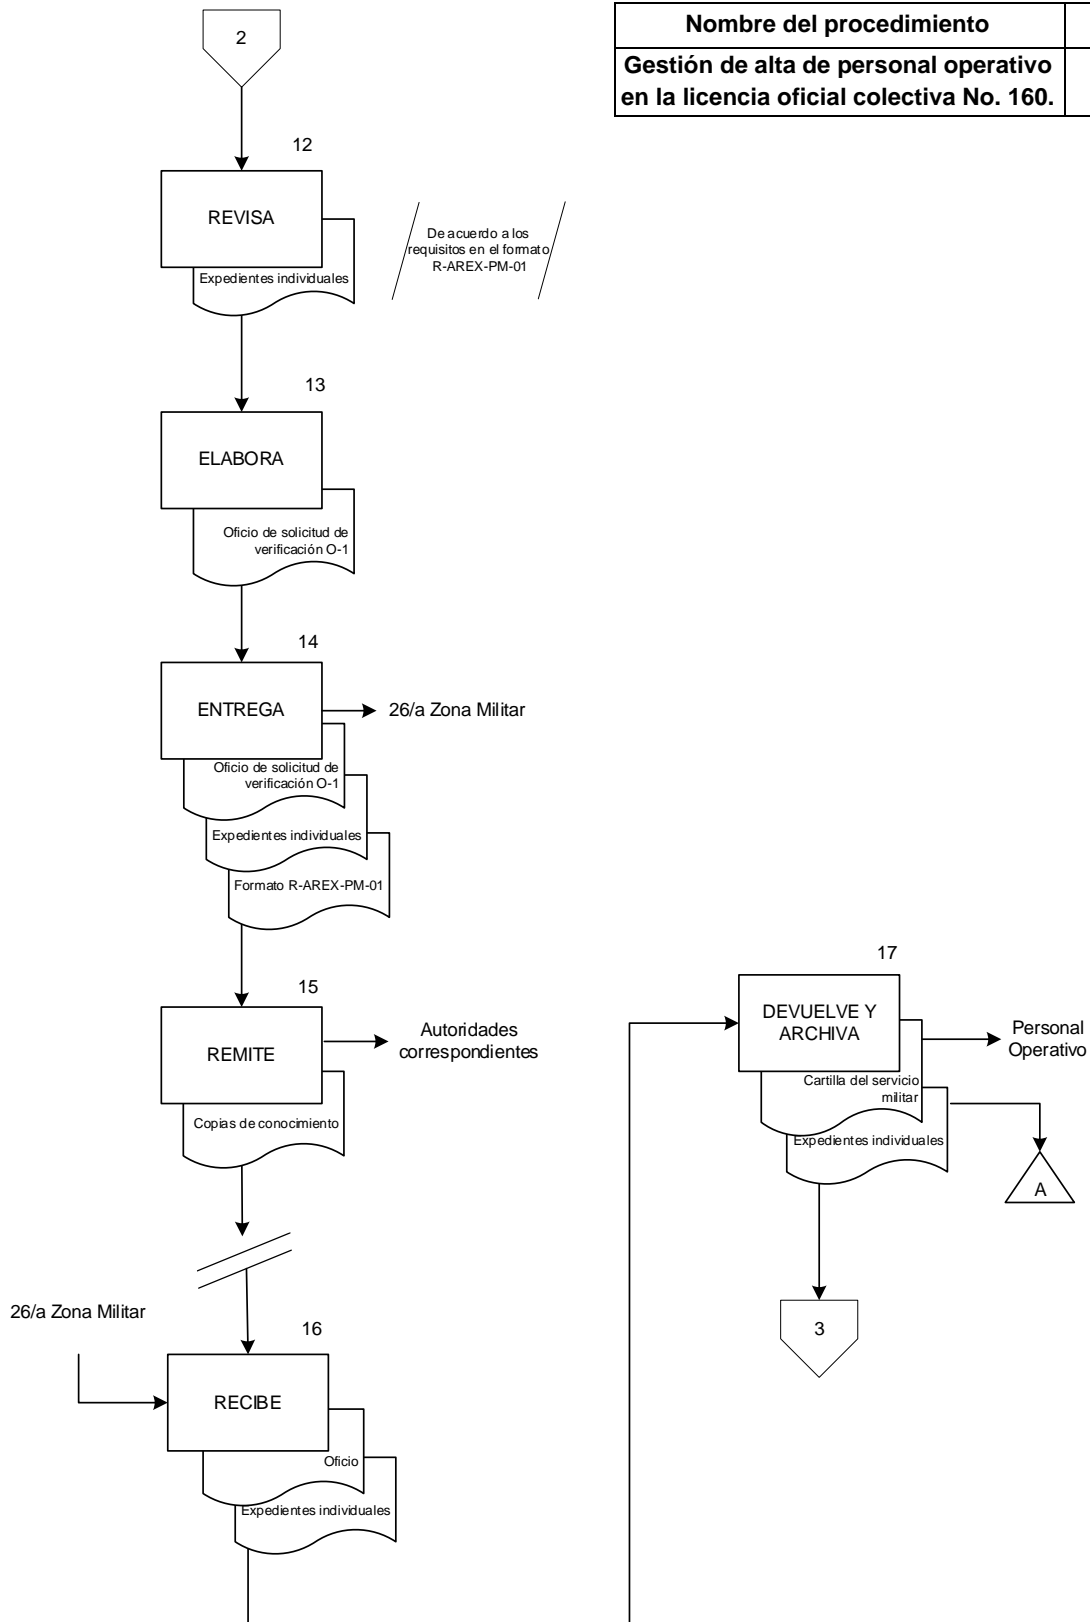 Nombre del procedimiento
Gestión de alta de personal operativo
en la licencia oficial colectiva No. 160.
2
12
REVISA
Expedientes individuales
De acuerdo a los
requisitos en el formato
R-AREX-PM-01
13
ELABORA
Oficio de solicitud de
verificación O-1
14
ENTREGA
26/a Zona Militar
Oficio de solicitud de
verificación O-1
Expedientes individuales
Formato R-AREX-PM-01
15
REMITE
Autoridades
correspondientes
Copias de conocimiento
26/a Zona Militar
16
RECIBE
Oficio
Expedientes individuales
17
DEVUELVE Y
ARCHIVA
Personal
Operativo
Cartilla del servicio
militar
Expedientes individuales
A
3